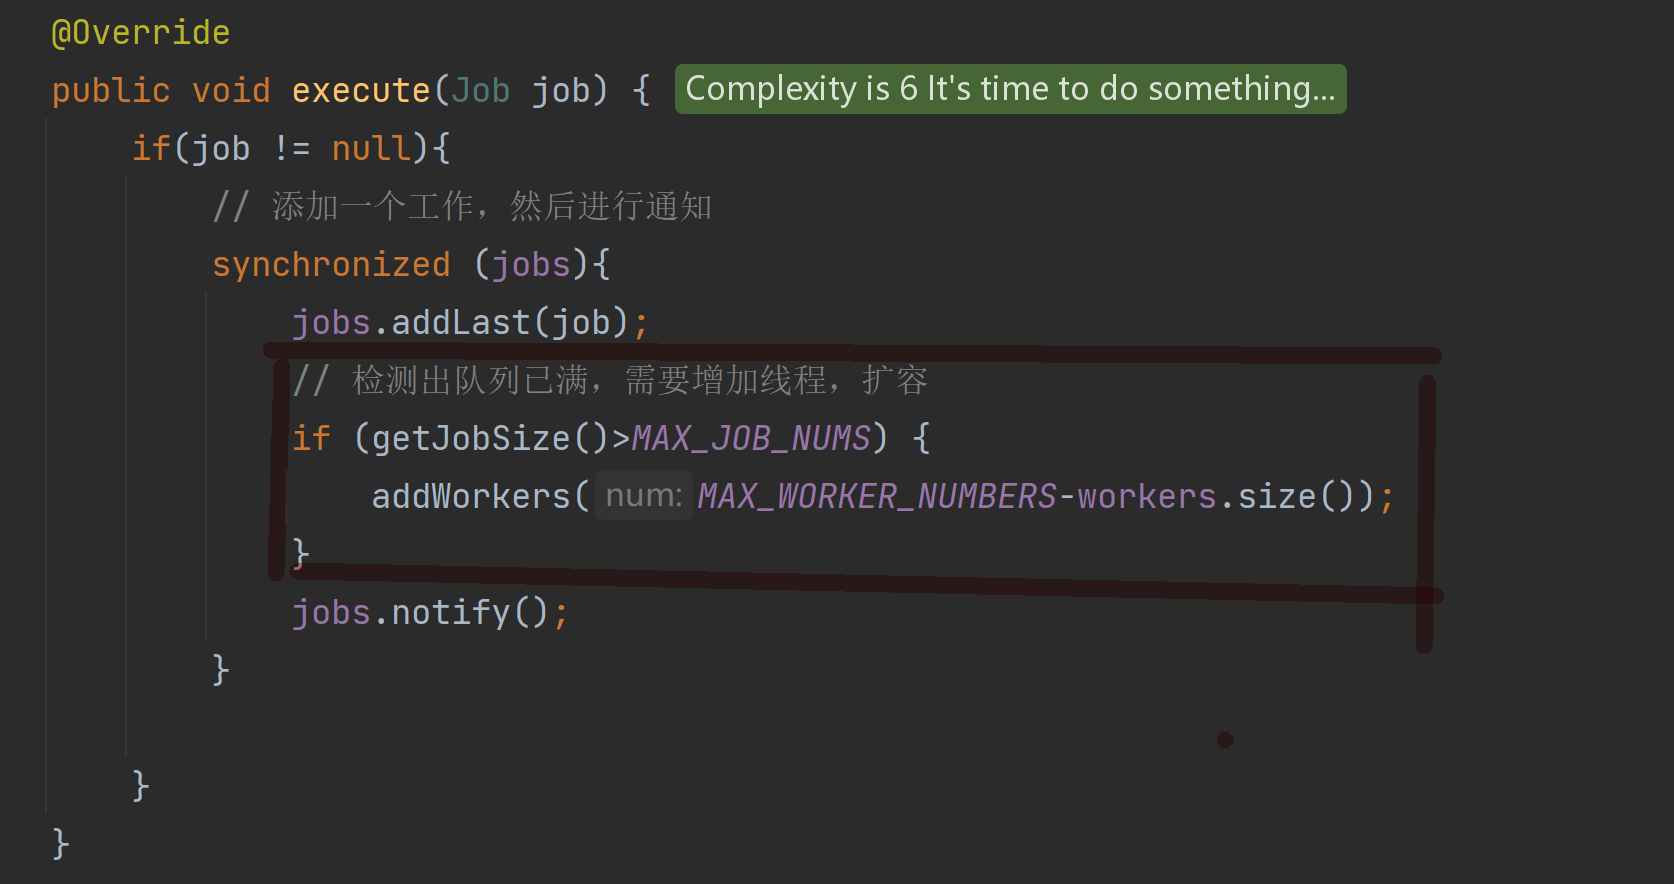 @Override
public void execute(Job job) { Complexity is 6 It's time to do something...
if(job != null){
// 添加一个工作，然后进行通知
synchronized (jobs){
jobs.addLast(job);
// 检测出队列已满，需要增加线程，扩容
if (getJobSize()>MAX_JOB_NUMS) {
addWorkers( num: MAX_WORKER_NUMBERS-workers.size());
}
jobs.notify();
}
}
}